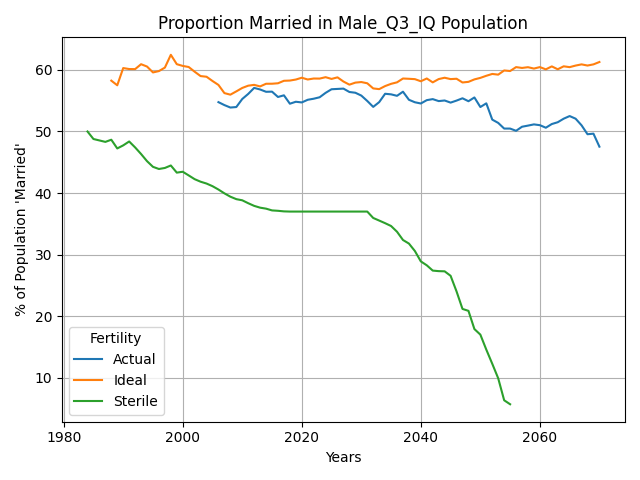 Proportion Married in Male_Q3_IQ Population
% of Population 'Married'
60
50
40
30
20
10
Fertility
Actual
Ideal
Sterile
1980
2000
2020
2040
2060
Years